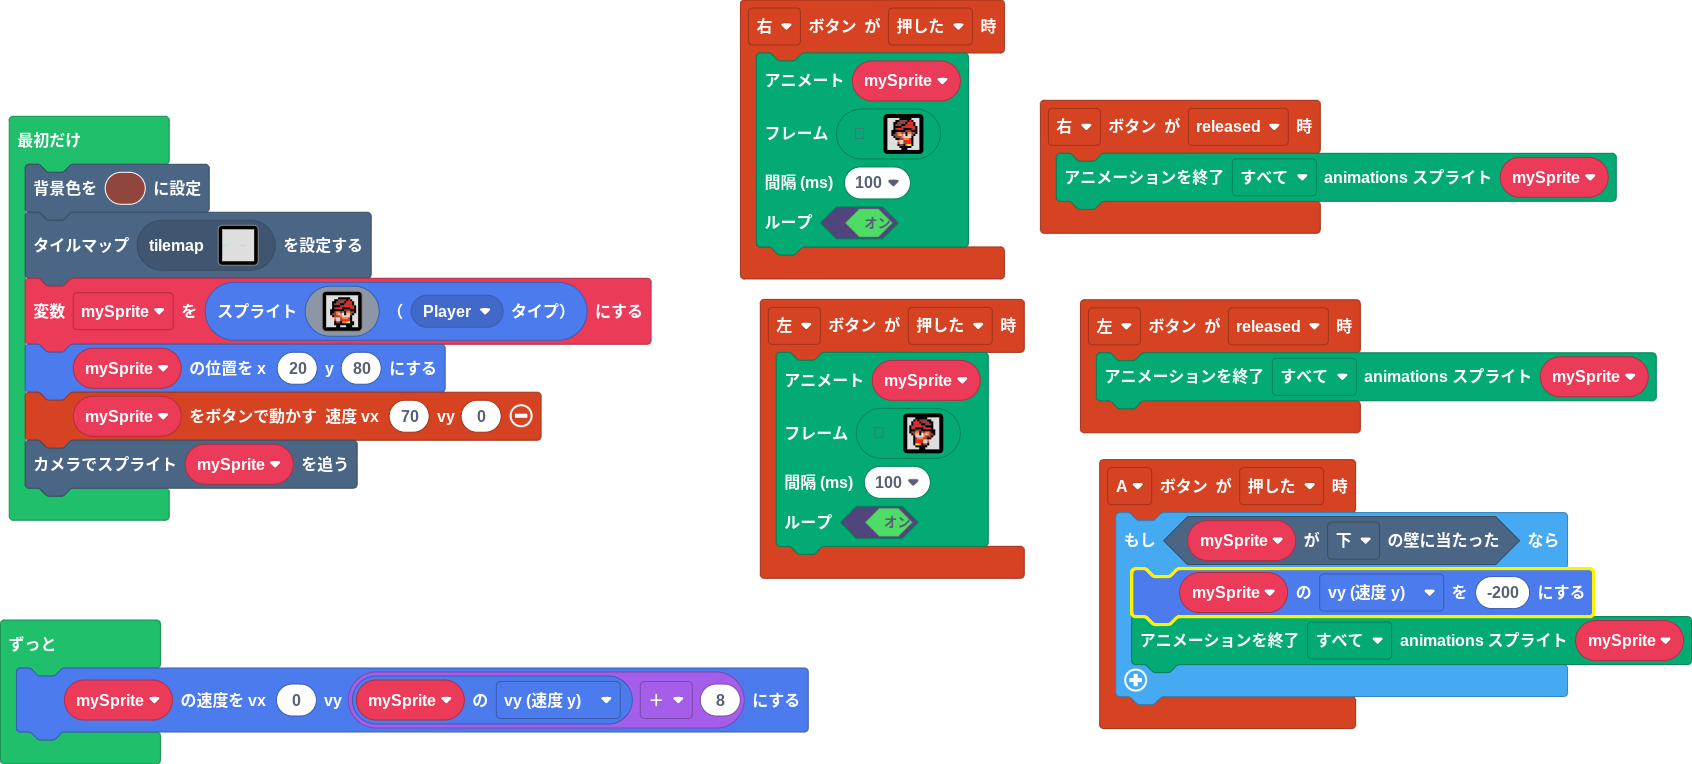 最初だけ
背景色を に設定
タイルマップ tilemap を設定する
変数 mySprite を スプライト ( Player タイプ) にする
mySprite の位置を x 20 y 80 にする
mySprite をボタンで動かす 速度 vx 70 vy 0
カメラでスプライト mySprite を追う
ずっと
mySprite の速度を vx 0 vy mySprite の vy (速度 y) + 8 にする
右 ボタン が 押した 時
アニメート mySprite
フレーム
間隔 (ms) 100
ループ オン
左 ボタン が 押した 時
アニメート mySprite
フレーム
間隔 (ms) 100
ループ オン
右 ボタン が released 時
アニメーションを終了 すべて animations スプライト mySprite
左 ボタン が released 時
アニメーションを終了 すべて animations スプライト mySprite
A ボタン が 押した 時
もし mySprite が 下 の壁に当たった なら
mySprite の vy (速度 y) を -200 にする
アニメーションを終了 すべて animations スプライト mySprite